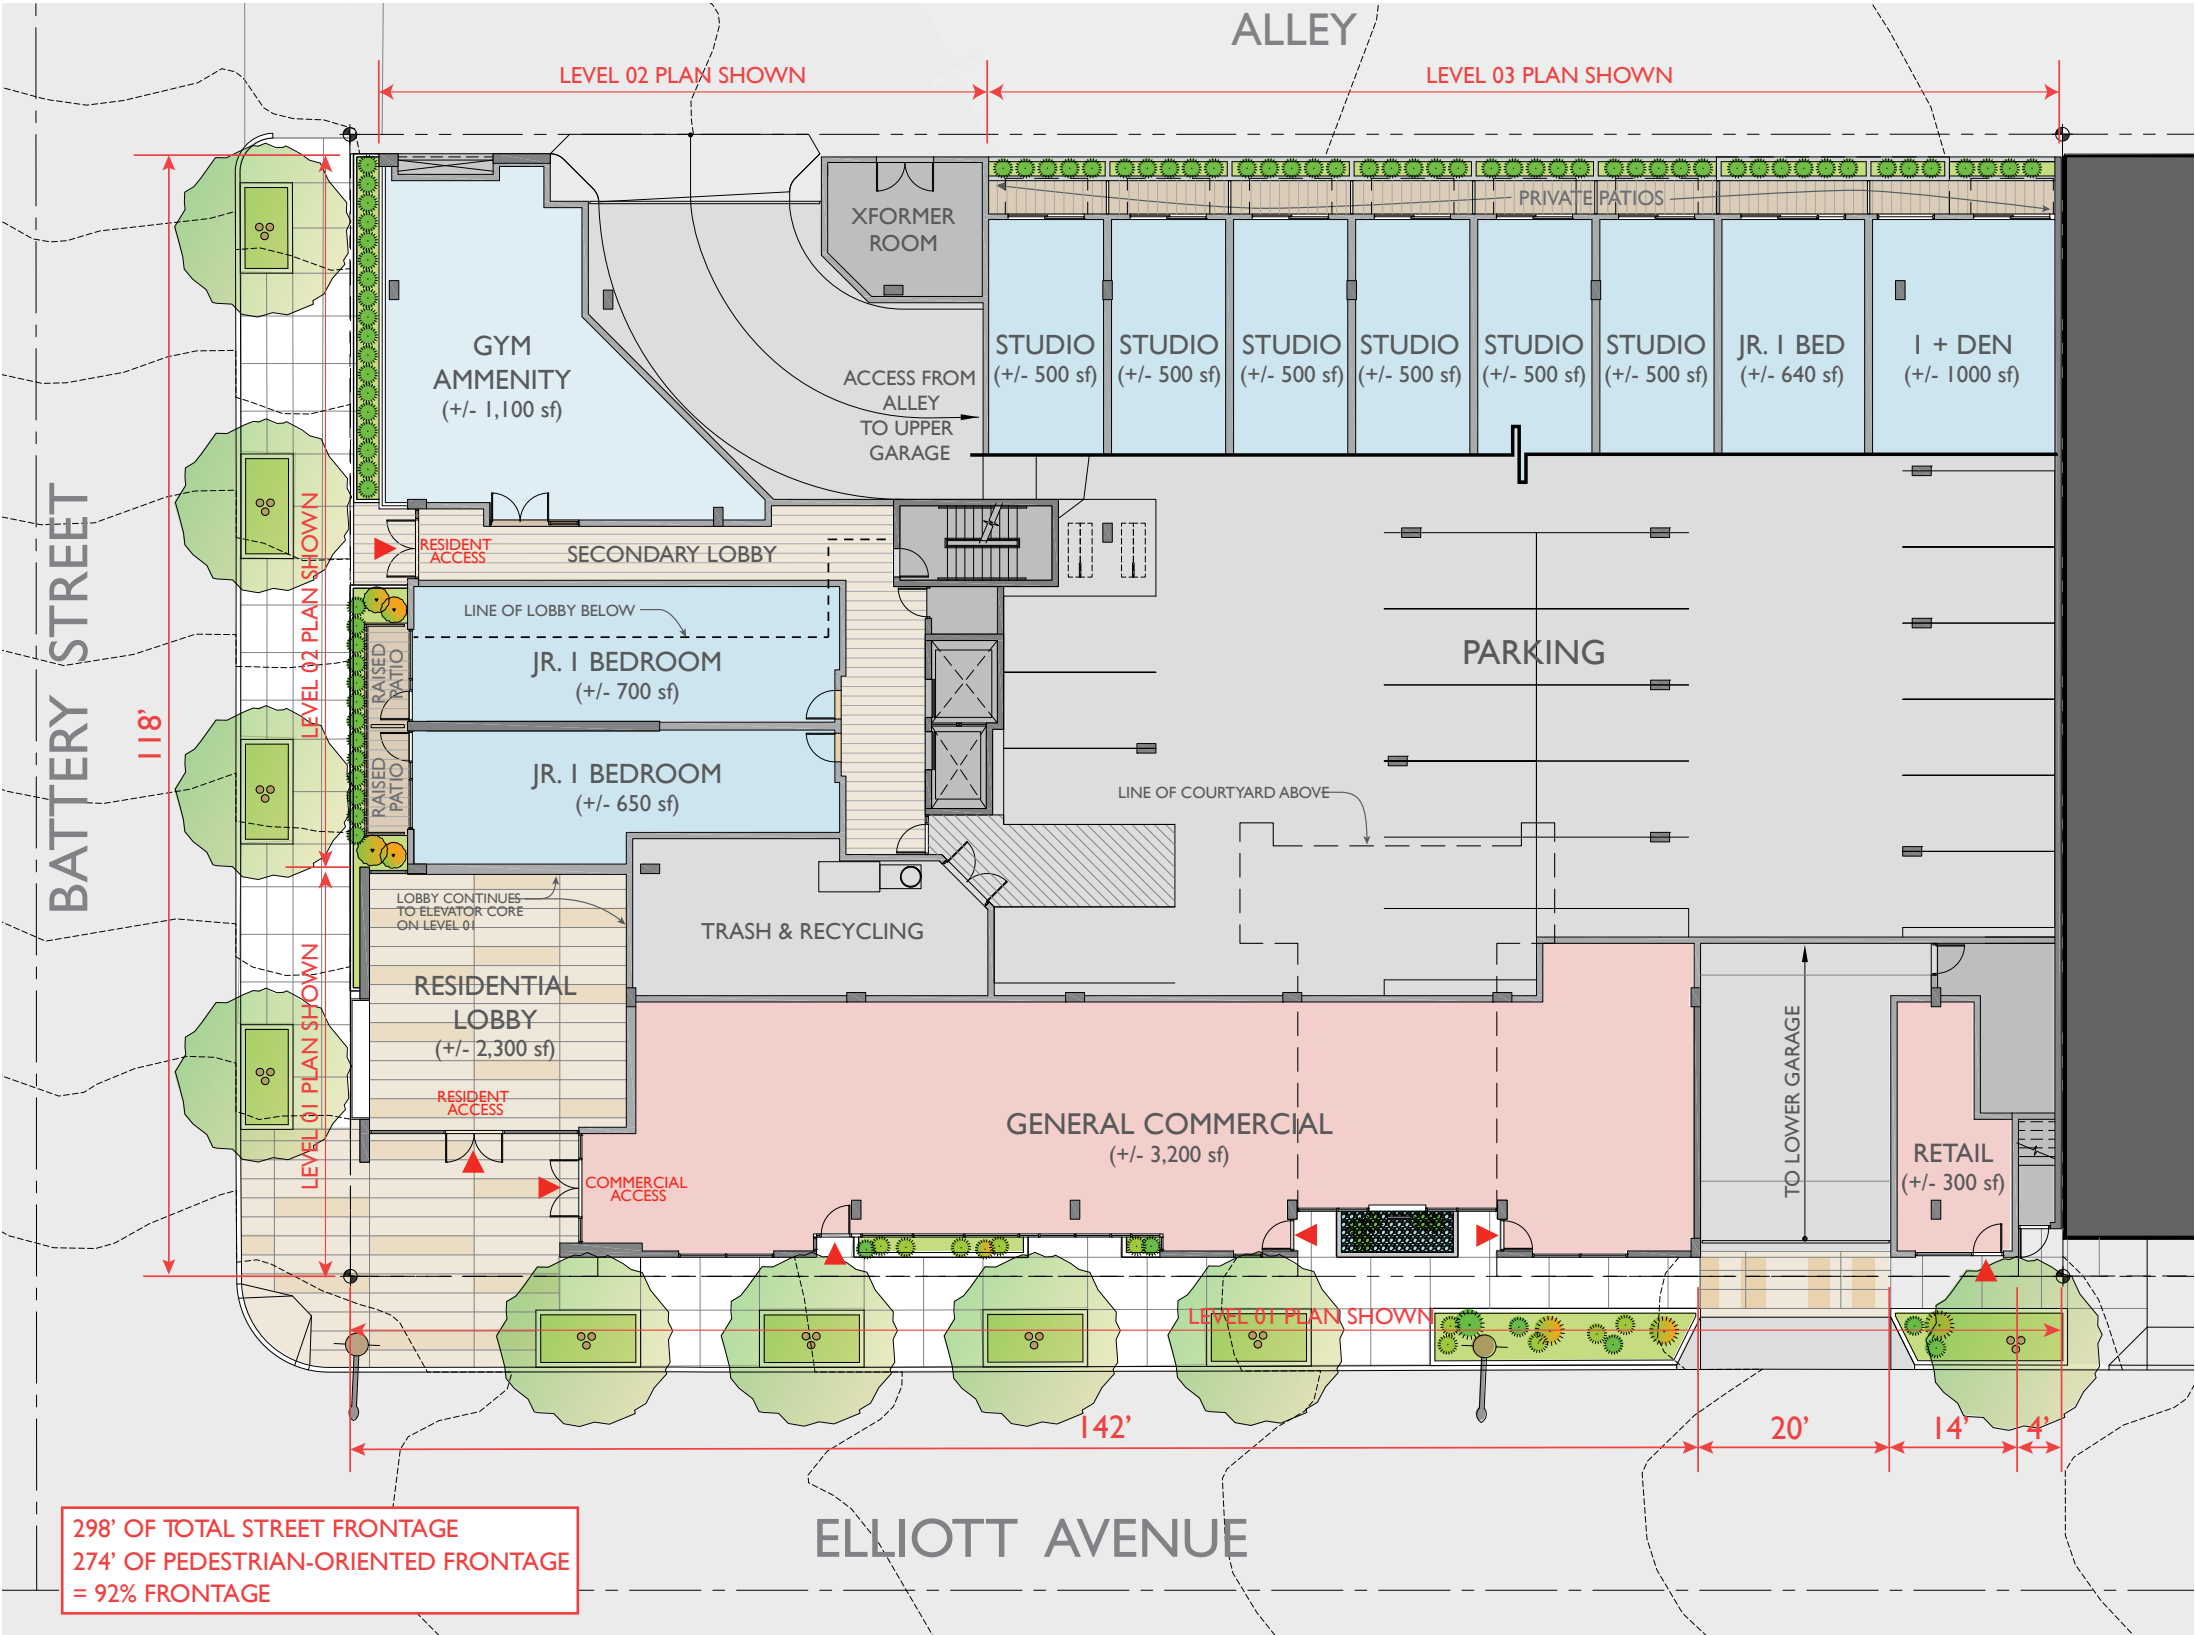 ALLEY
LEVEL 02 PLAN SHOWN
LEVEL 03 PLAN SHOWN
PRIVATE PATIOS
XFORMER
ROOM
GYM
AMMENITY
(+/- 1,100 sf)
ACCESS FROM
ALLEY
TO UPPER
GARAGE
STUDIO
(+/- 500 sf)
STUDIO
(+/- 500 sf)
STUDIO
(+/- 500 sf)
STUDIO
(+/- 500 sf)
STUDIO
(+/- 500 sf)
STUDIO
(+/- 500 sf)
JR. 1 BED
(+/- 640 sf)
1 + DEN
(+/- 1000 sf)
BATTERY STREET
118’
LEVEL 02 PLAN SHOWN
LEVEL 01 PLAN SHOWN
RESIDENT
ACCESS
SECONDARY LOBBY
LINE OF LOBBY BELOW
RAISED
PATIO
JR. 1 BEDROOM
(+/- 700 sf)
RAISED
PATIO
JR. 1 BEDROOM
(+/- 650 sf)
PARKING
LINE OF COURTYARD ABOVE
LOBBY CONTINUES
TO ELEVATOR CORE
ON LEVEL 01
TRASH & RECYCLING
RESIDENTIAL
LOBBY
(+/- 2,300 sf)
RESIDENT
ACCESS
COMMERCIAL
ACCESS
GENERAL COMMERCIAL
(+/- 3,200 sf)
TO LOWER GARAGE
RETAIL
(+/- 300 sf)
LEVEL 01 PLAN SHOWN
142’
20’
14’
4’
ELLIOTT AVENUE
298’ OF TOTAL STREET FRONTAGE
274’ OF PEDESTRIAN-ORIENTED FRONTAGE
= 92% FRONTAGE